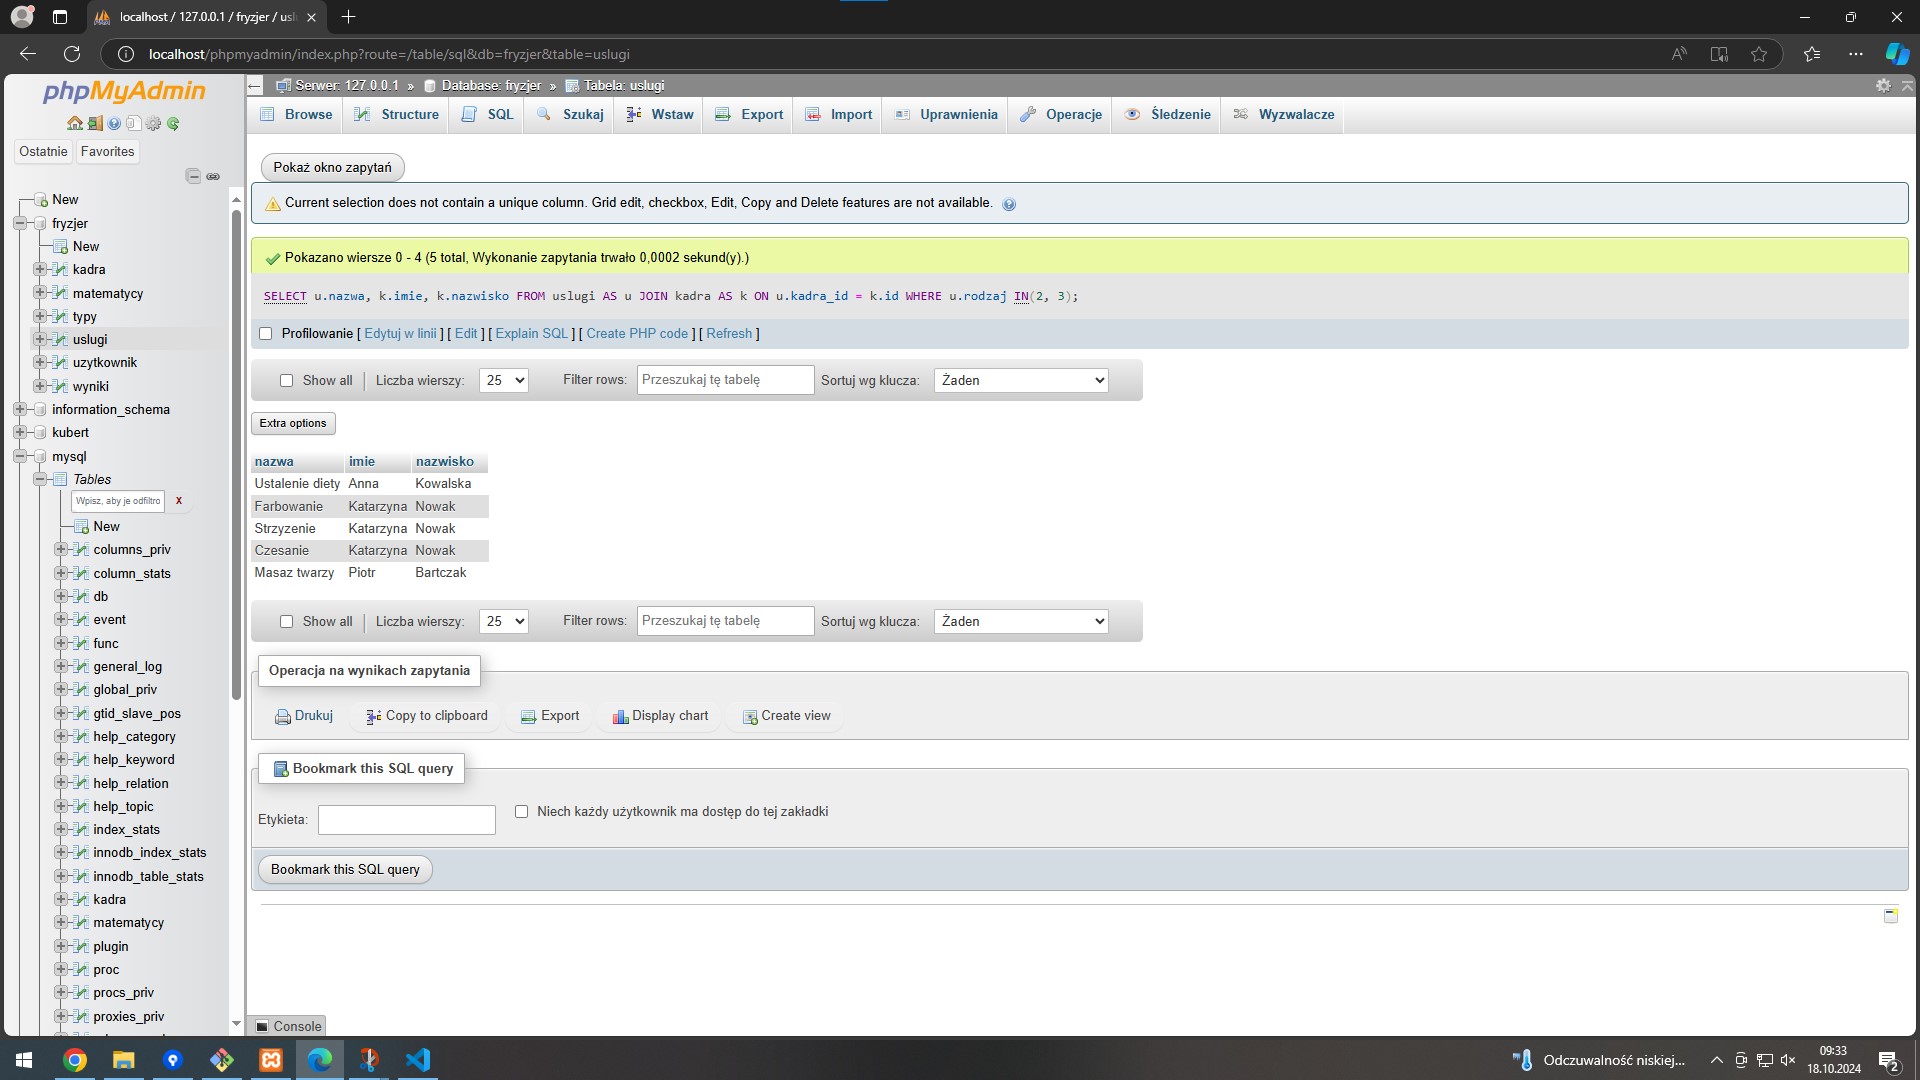 localhost / 127.0.0.1 / fryzjer / usl
localhost/phpmyadmin/index.php?route=/table/sql&db=fryzjer&table=uslugi
phpMyAdmin
Ostatnie Favorites
New
fryzjer
New
kadra
matematycy
typy
uslugi
uzytkownik
wyniki
information_schema
kubert
mysql
Tables
Wpisz, aby je odfiltro X
New
columns_priv
column_stats
db
event
func
general_log
global_priv
gtid_slave_pos
help_category
help_keyword
help_relation
help_topic
index_stats
innodb_index_stats
innodb_table_stats
kadra
matematycy
plugin
proc
procs_priv
proxies_priv
Serwer: 127.0.0.1 » Database: fryzjer » Tabela: uslugi
Browse Structure SQL Szukaj Wstaw Export Import Uprawnienia Operacje Śledzenie Wyzwalacze
Pokaż okno zapytań
Current selection does not contain a unique column. Grid edit, checkbox, Edit, Copy and Delete features are not available.
Pokazano wiersze 0 - 4 (5 total, Wykonanie zapytania trwało 0,0002 sekund(y).)
SELECT u.nazwa, k.imie, k.nazwisko FROM uslugi AS u JOIN kadra AS k ON u.kadra_id = k.id WHERE u.rodzaj IN(2, 3);
Profilowanie [ Edytuj w linii ] [ Edit ] [ Explain SQL ] [ Create PHP code ] [ Refresh ]
Show all Liczba wierszy: 25 Filter rows: Przeszukaj tę tabelę Sortuj wg klucza: Żaden
Extra options
nazwa imie nazwisko
Ustalenie diety Anna Kowalska
Farbowanie Katarzyna Nowak
Strzyzenie Katarzyna Nowak
Czesanie Katarzyna Nowak
Masaz twarzy Piotr Bartczak
Show all Liczba wierszy: 25 Filter rows: Przeszukaj tę tabelę Sortuj wg klucza: Żaden
Operacja na wynikach zapytania
Drukuj Copy to clipboard Export Display chart Create view
Bookmark this SQL query
Etykieta: Niech każdy użytkownik ma dostęp do tej zakładki
Bookmark this SQL query
Console
Odczuwalność niskiej...
09:33
18.10.2024
2